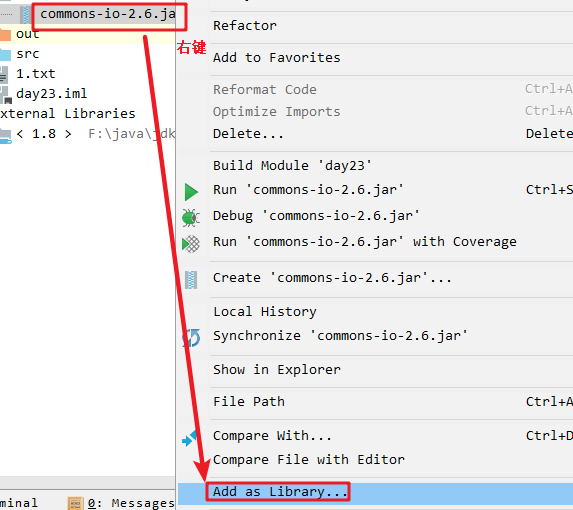 commons-io-2.6.ja
out
src
1.txt
day23.iml
xternal Libraries
< 1.8 > F:\java\jdk
右键
Refactor
Add to Favorites
Reformat Code Ctrl+A
Optimize Imports Ctrl+A
Delete... Delete
Build Module 'day23'
Run 'commons-io-2.6.jar' Ctrl+S
Debug 'commons-io-2.6.jar'
Run 'commons-io-2.6.jar' with Coverage
Create 'commons-io-2.6.jar'...
Local History
Synchronize 'commons-io-2.6.jar'
Show in Explorer
File Path Ctrl+A
Compare With... Ctrl+D
Compare File with Editor
Add as Library...
minal 0: Messages